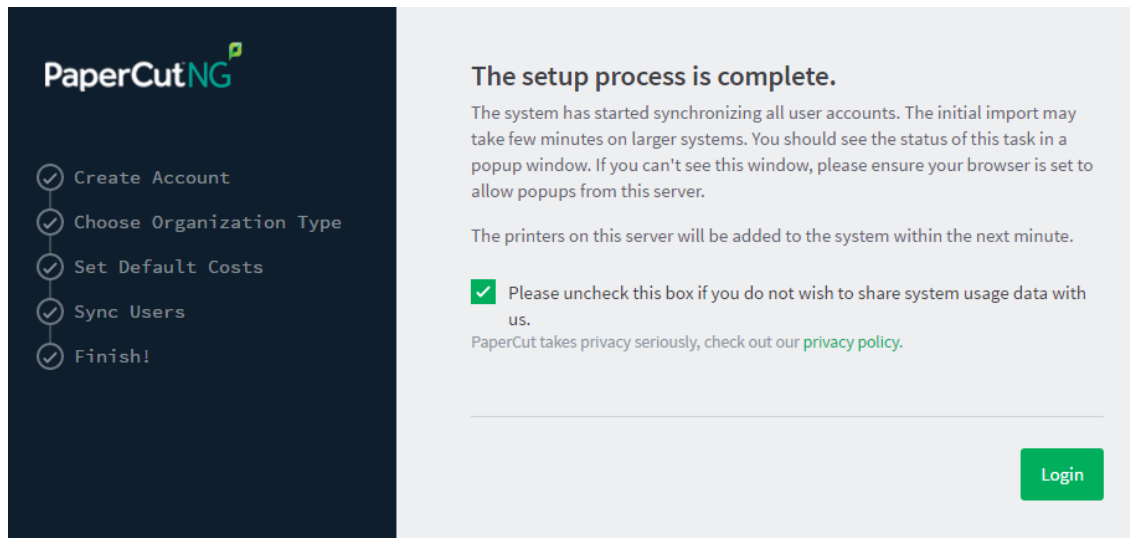 PaperCut NG
Create Account
Choose Organization Type
Set Default Costs
Sync Users
Finish!
The setup process is complete.
The system has started synchronizing all user accounts. The initial import may
take few minutes on larger systems. You should see the status of this task in a
popup window. If you can't see this window, please ensure your browser is set to
allow popups from this server.
The printers on this server will be added to the system within the next minute.
Please uncheck this box if you do not wish to share system usage data with
us.
PaperCut takes privacy seriously, check out our privacy policy.
Login